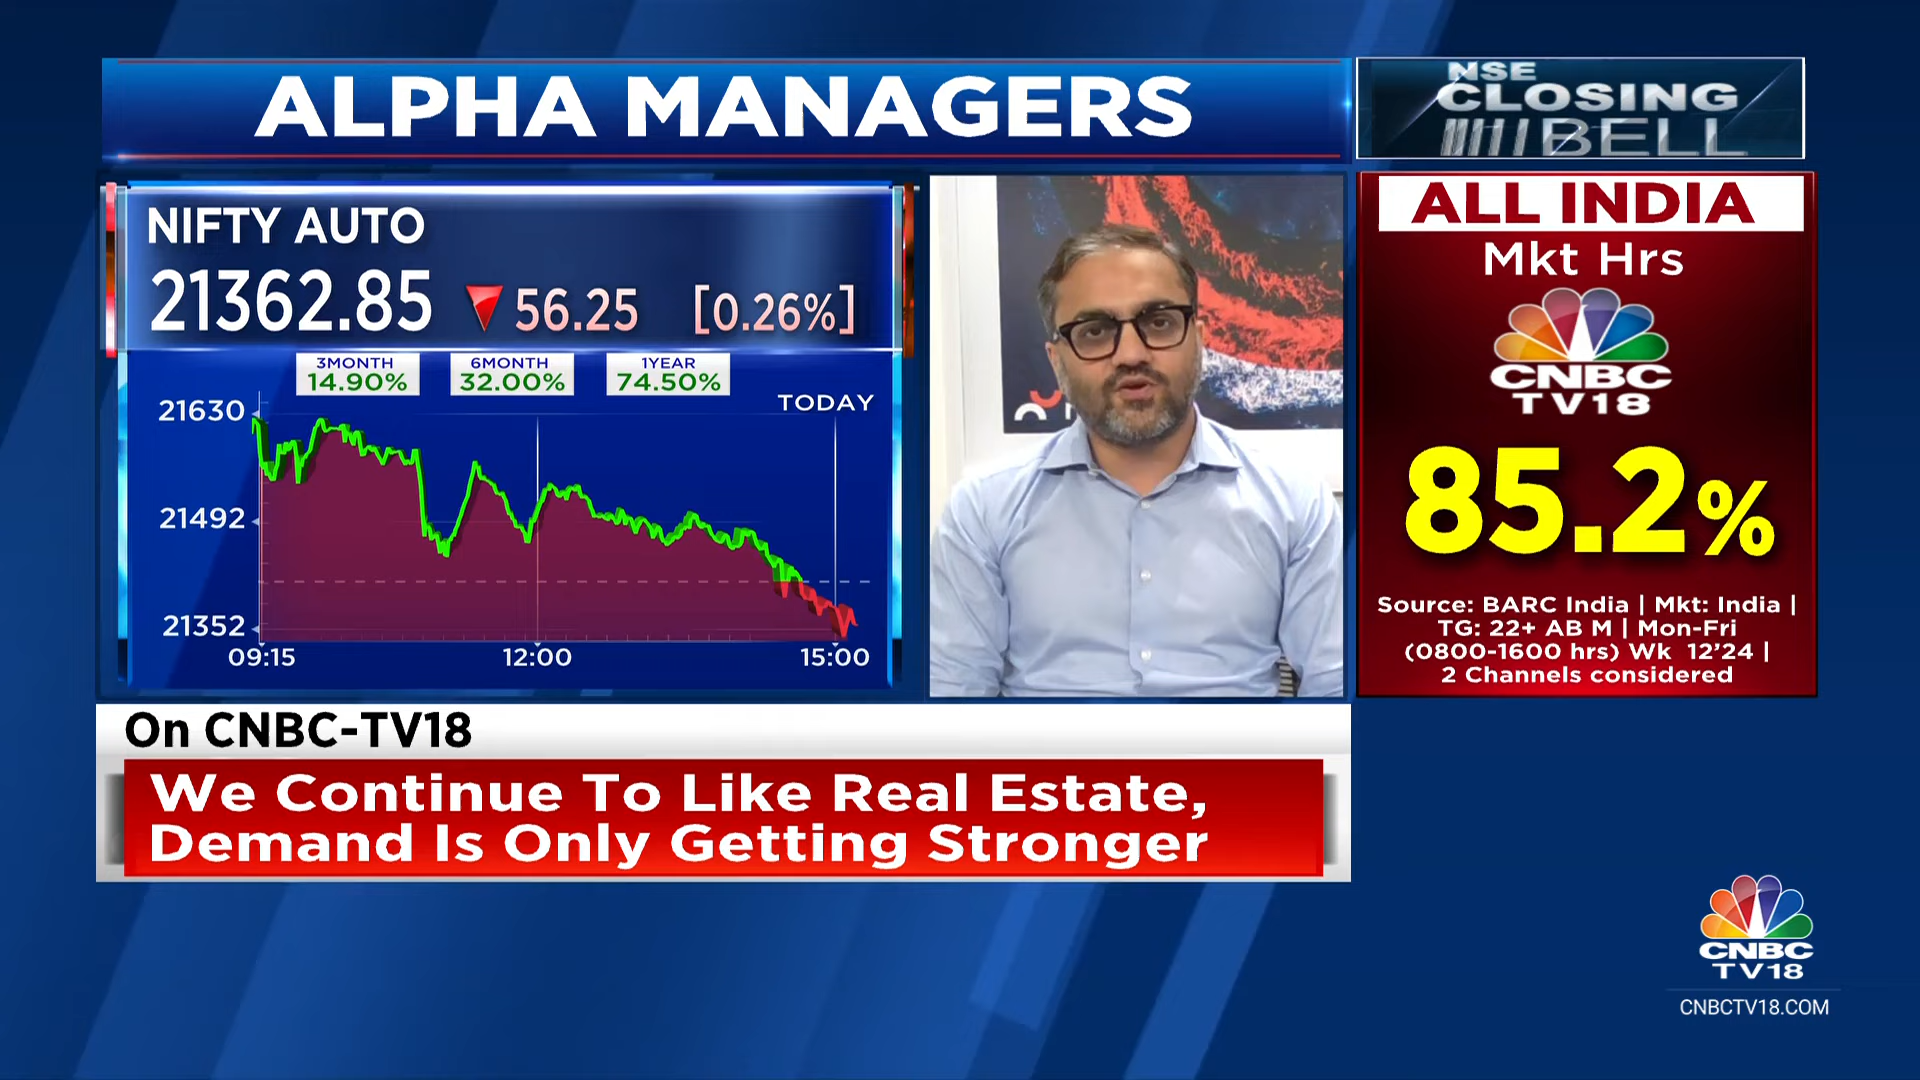 ALPHA MANAGERS
NSE
CLOSING
BELL
NIFTY AUTO
21362.85 ▼ 56.25 [0.26%]
3MONTH 6MONTH 1YEAR
14.90% 32.00% 74.50%
TODAY
21630
21492
21352
09:15 12:00 15:00
ALL INDIA
Mkt Hrs
CNBC
TV18
85.2%
Source: BARC India | Mkt: India |
TG: 22+ AB M | Mon-Fri
(0800-1600 hrs) Wk 12'24 |
2 Channels considered
On CNBC-TV18
We Continue To Like Real Estate,
Demand Is Only Getting Stronger
CNBC
TV18
CNBCTV18.COM